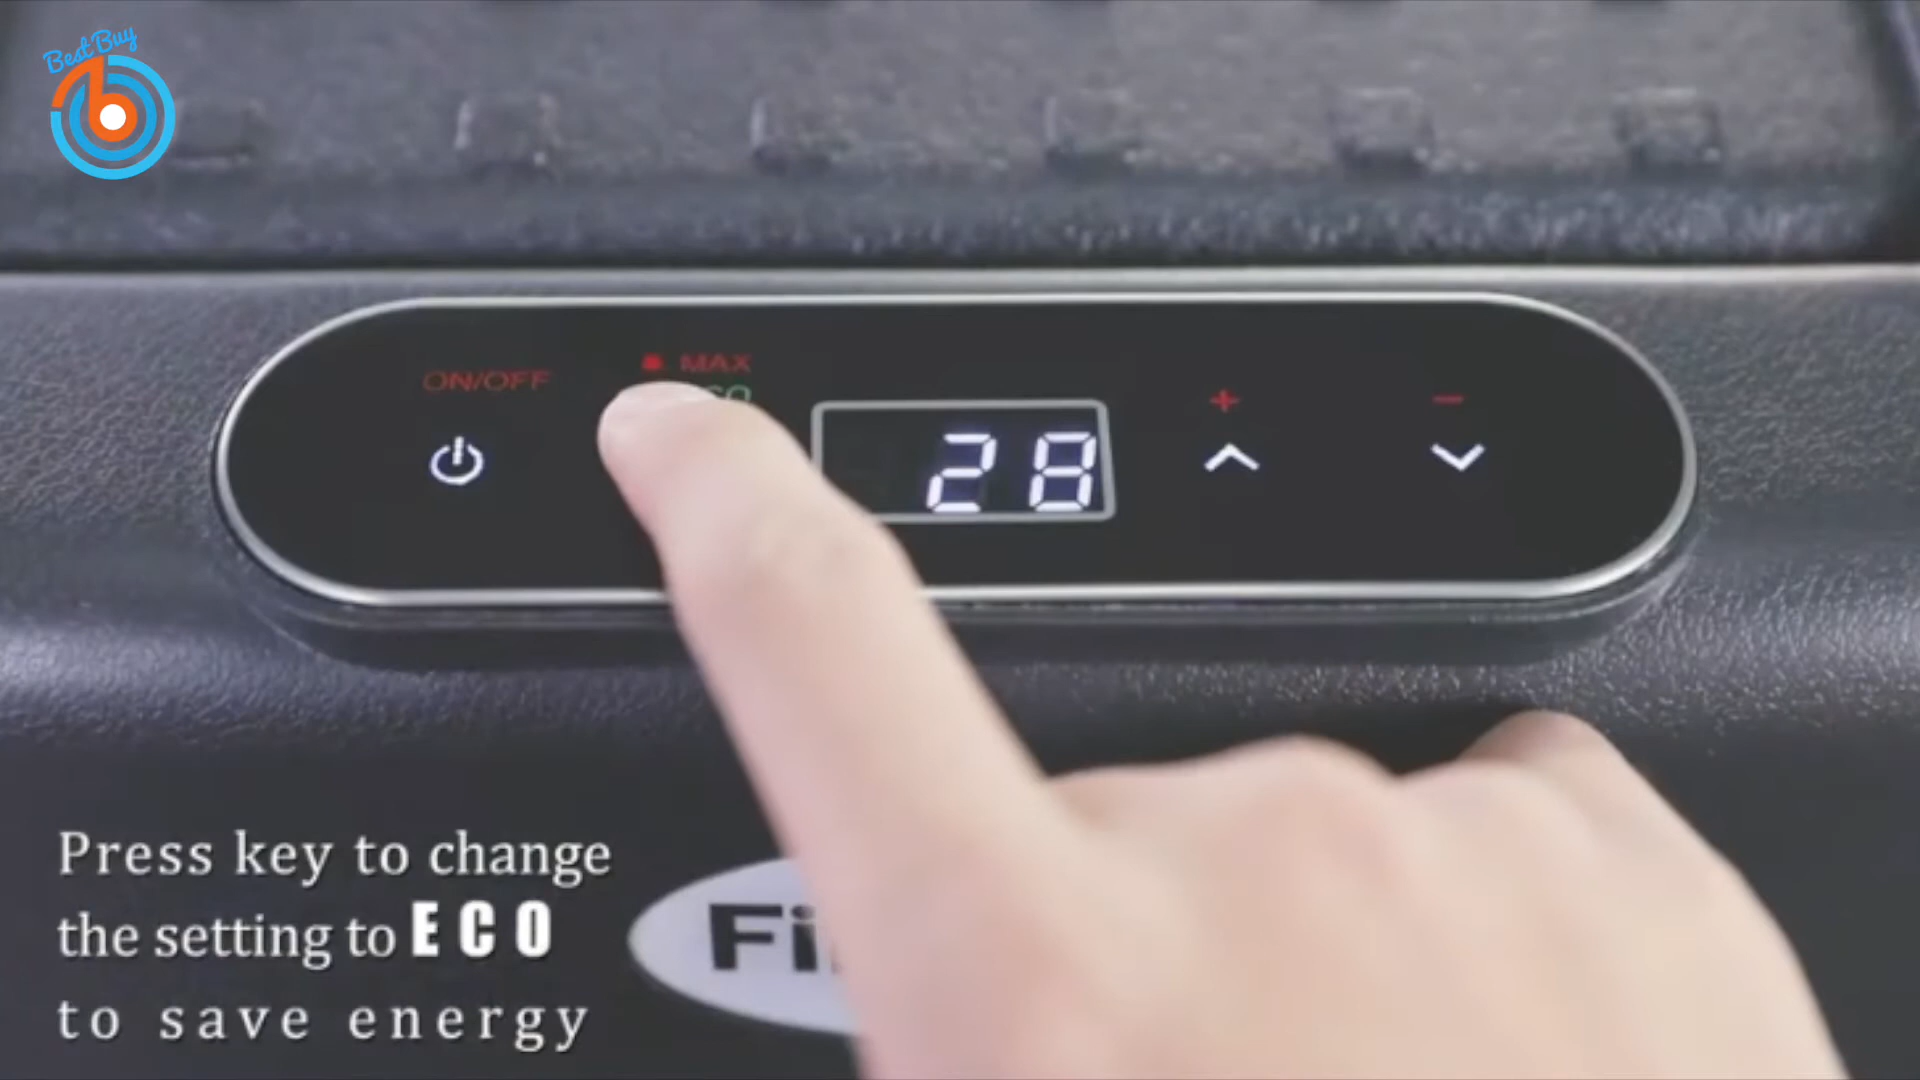 Best Buy
ON/OFF
MAX
28
+
-
Press key to change
the setting to ECO
to save energy